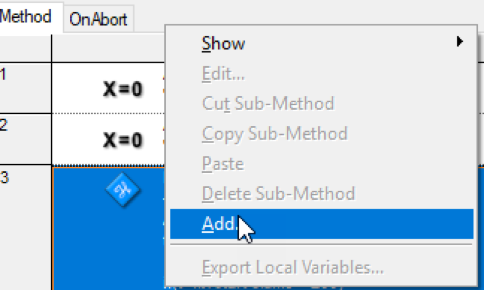 Method OnAbort
Show
1
Edit...
X=0
Cut Sub-Method
Copy Sub-Method
2
X=0
Paste
3
Delete Sub-Method
Add...
Export Local Variables...